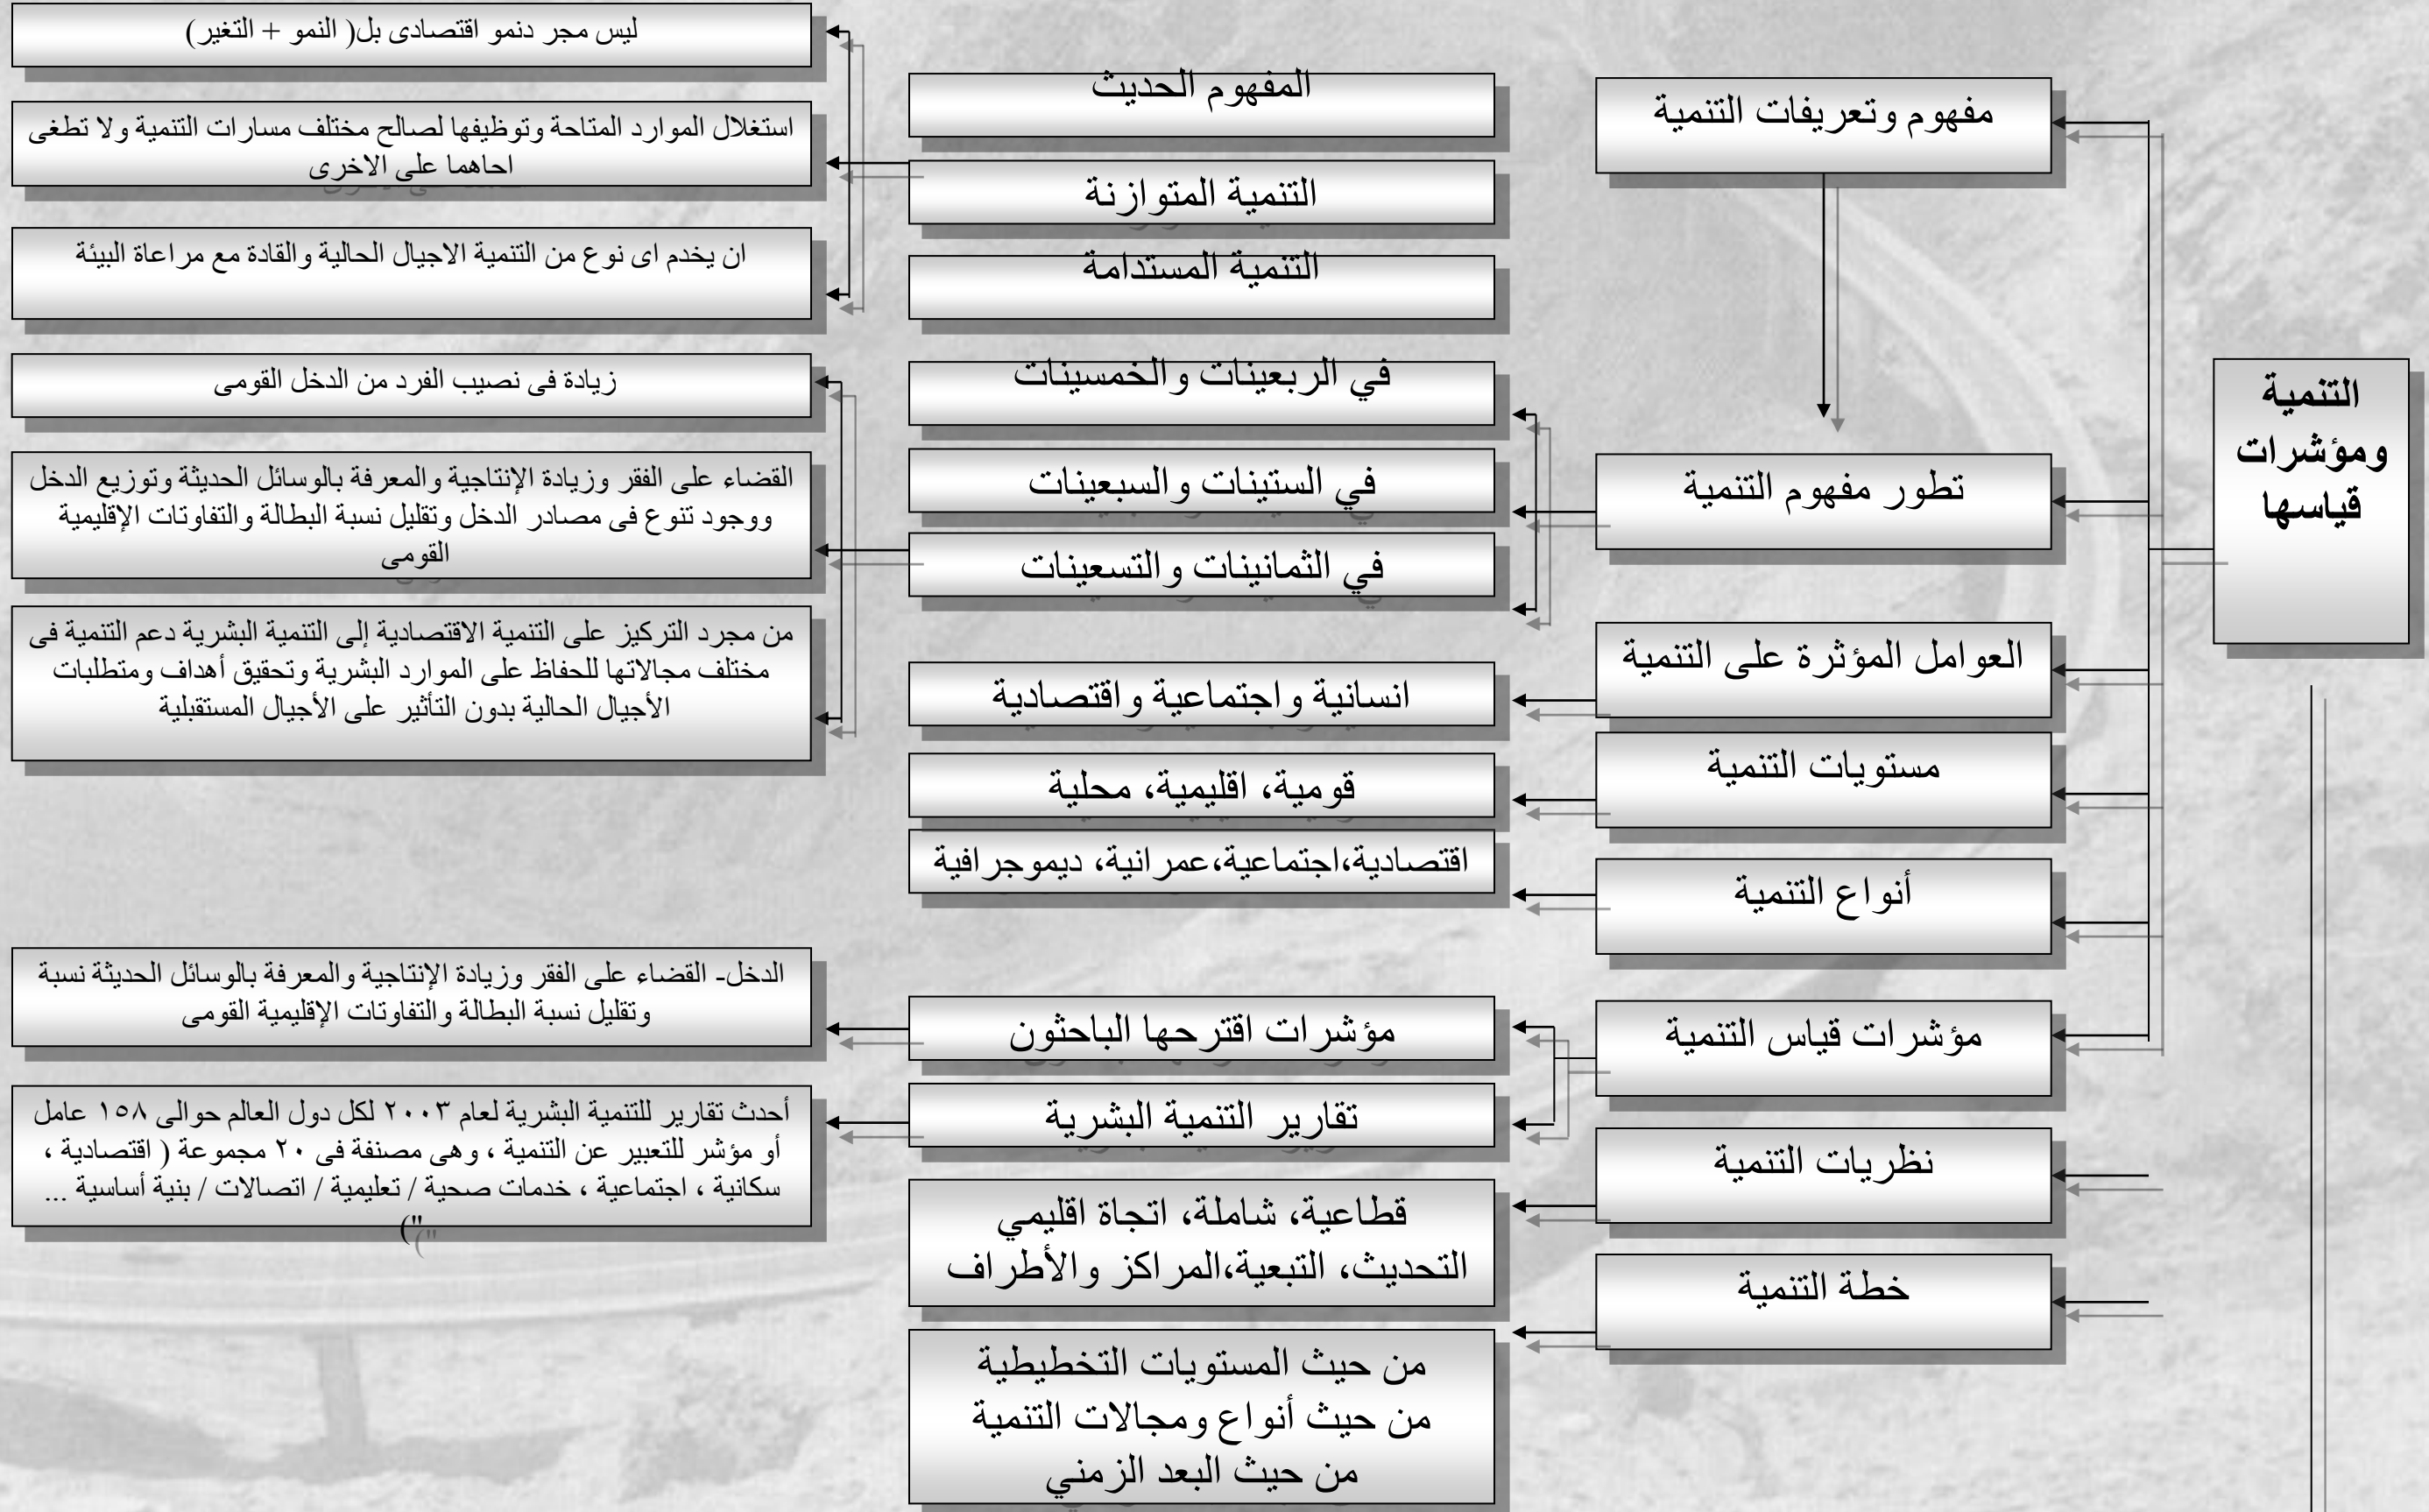 التنمية
ومؤشرات
قياسها
مفهوم وتعريفات التنمية
المفهوم الحديث
ليس مجر دنمو اقتصادى بل( النمو + التغير)
التنمية المتوازنة
استغلال الموارد المتاحة وتوظيفها لصالح مختلف مسارات التنمية ولا تطغى
احاهما على الاخرى
التنمية المستدامة
ان يخدم اى نوع من التنمية الاجيال الحالية والقادة مع مراعاة البيئة
تطور مفهوم التنمية
في الربعينات والخمسينات
زيادة فى نصيب الفرد من الدخل القومى
في الستينات والسبعينات
القضاء على الفقر وزيادة الإنتاجية والمعرفة بالوسائل الحديثة وتوزيع الدخل
ووجود تنوع فى مصادر الدخل وتقليل نسبة البطالة والتفاوتات الإقليمية
القومى
في الثمانينات والتسعينات
من مجرد التركيز على التنمية الاقتصادية إلى التنمية البشرية دعم التنمية فى
مختلف مجالاتها للحفاظ على الموارد البشرية وتحقيق أهداف ومتطلبات
الأجيال الحالية بدون التأثير على الأجيال المستقبلية
العوامل المؤثرة على التنمية
انسانية واجتماعية واقتصادية
مستويات التنمية
قومية، اقليمية، محلية
أنواع التنمية
اقتصادية،اجتماعية،عمرانية، ديموجرافية
مؤشرات قياس التنمية
مؤشرات اقترحها الباحثون
الدخل- القضاء على الفقر وزيادة الإنتاجية والمعرفة بالوسائل الحديثة نسبة
وتقليل نسبة البطالة والتفاوتات الإقليمية القومى
تقارير التنمية البشرية
أحدث تقارير للتنمية البشرية لعام ٢٠٠٣ لكل دول العالم حوالى ١٥٨ عامل
أو مؤشر للتعبير عن التنمية ، وهى مصنفة فى ٢٠ مجموعة ( اقتصادية ،
سكانية ، اجتماعية ، خدمات صحية / تعليمية / اتصالات / بنية أساسية ...
")
نظريات التنمية
قطاعية، شاملة، اتجاة اقليمي
التحديث، التبعية،المراكز والأطراف
خطة التنمية
من حيث المستويات التخطيطية
من حيث أنواع ومجالات التنمية
من حيث البعد الزمني